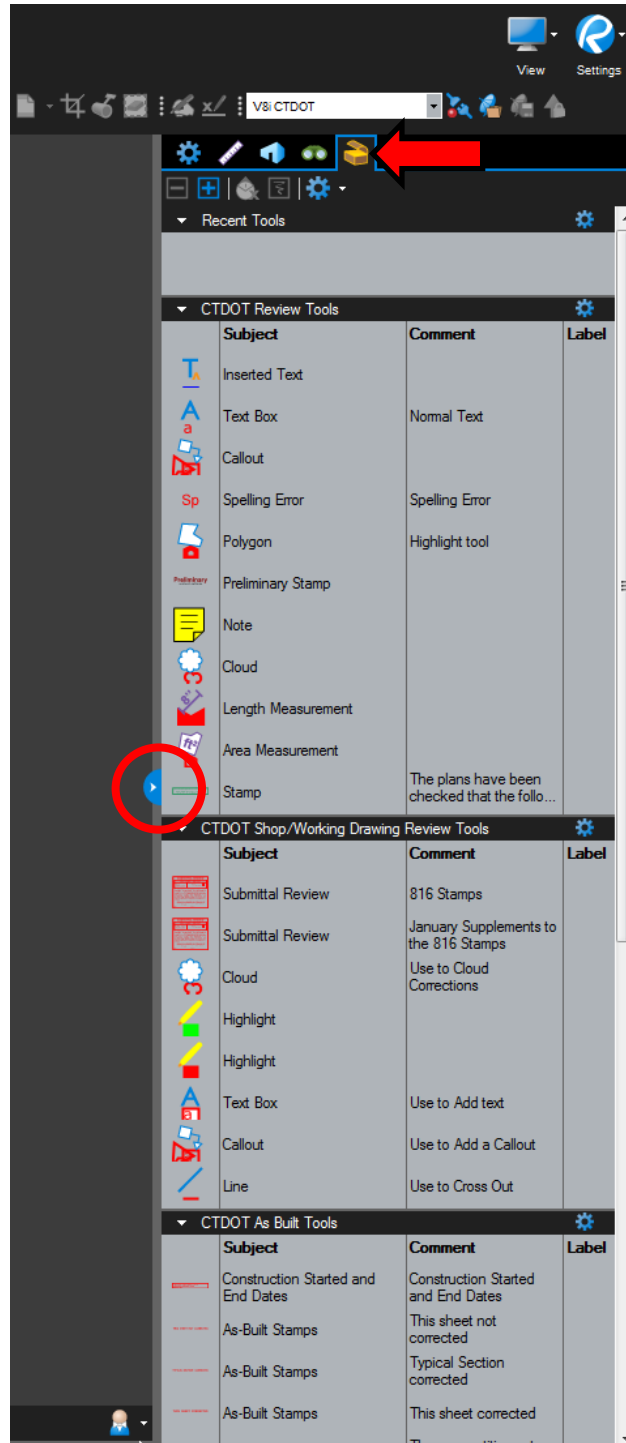 View Settings
V8i CTDOT
Recent Tools
CTDOT Review Tools
Subject Comment Label
Inserted Text
Text Box Normal Text
Callout
Sp Spelling Error Spelling Error
Polygon Highlight tool
Preliminary Preliminary Stamp
Note
Cloud
Length Measurement
Area Measurement
Stamp The plans have been
checked that the follo...
CTDOT Shop/Working Drawing Review Tools
Subject Comment Label
Submittal Review 816 Stamps
Submittal Review January Supplements to
the 816 Stamps
Cloud Use to Cloud
Corrections
Highlight
Highlight
Text Box Use to Add text
Callout Use to Add a Callout
Line Use to Cross Out
CTDOT As Built Tools
Subject Comment Label
Construction Started and
End Dates Construction Started
and End Dates
As-Built Stamps This sheet not
corrected
As-Built Stamps Typical Section
corrected
As-Built Stamps This sheet corrected